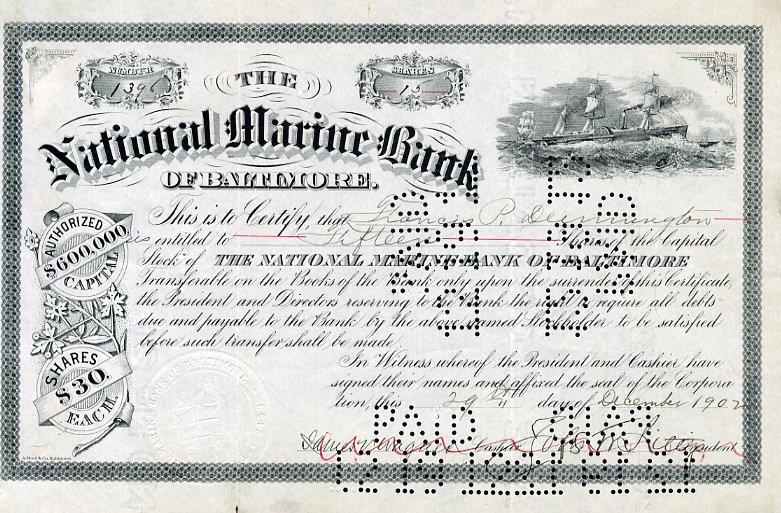 NUMBER
1396
THE
SHARES
15
National Marine Bank
OF BALTIMORE.
This is to Certify, that Francis P. Dunnington
is entitled to Fifteen Shares of the Capital
Stock of THE NATIONAL MARINE BANK OF BALTIMORE
Transferable on the Books of the Bank only upon the surrender of this Certificate,
the President and Directors reserving to the Bank the right to require all debts
due and payable to the Bank by the above named Stockholder to be satisfied
before such transfer shall be made.
AUTHORIZED
$600,000.
CAPITAL
SHARES
$30.
EACH.
In Witness whereof the President and Cashier have
signed their names and affixed the seal of the Corpora
tion, this 29th day of December 1902
PAID
Cashier
President